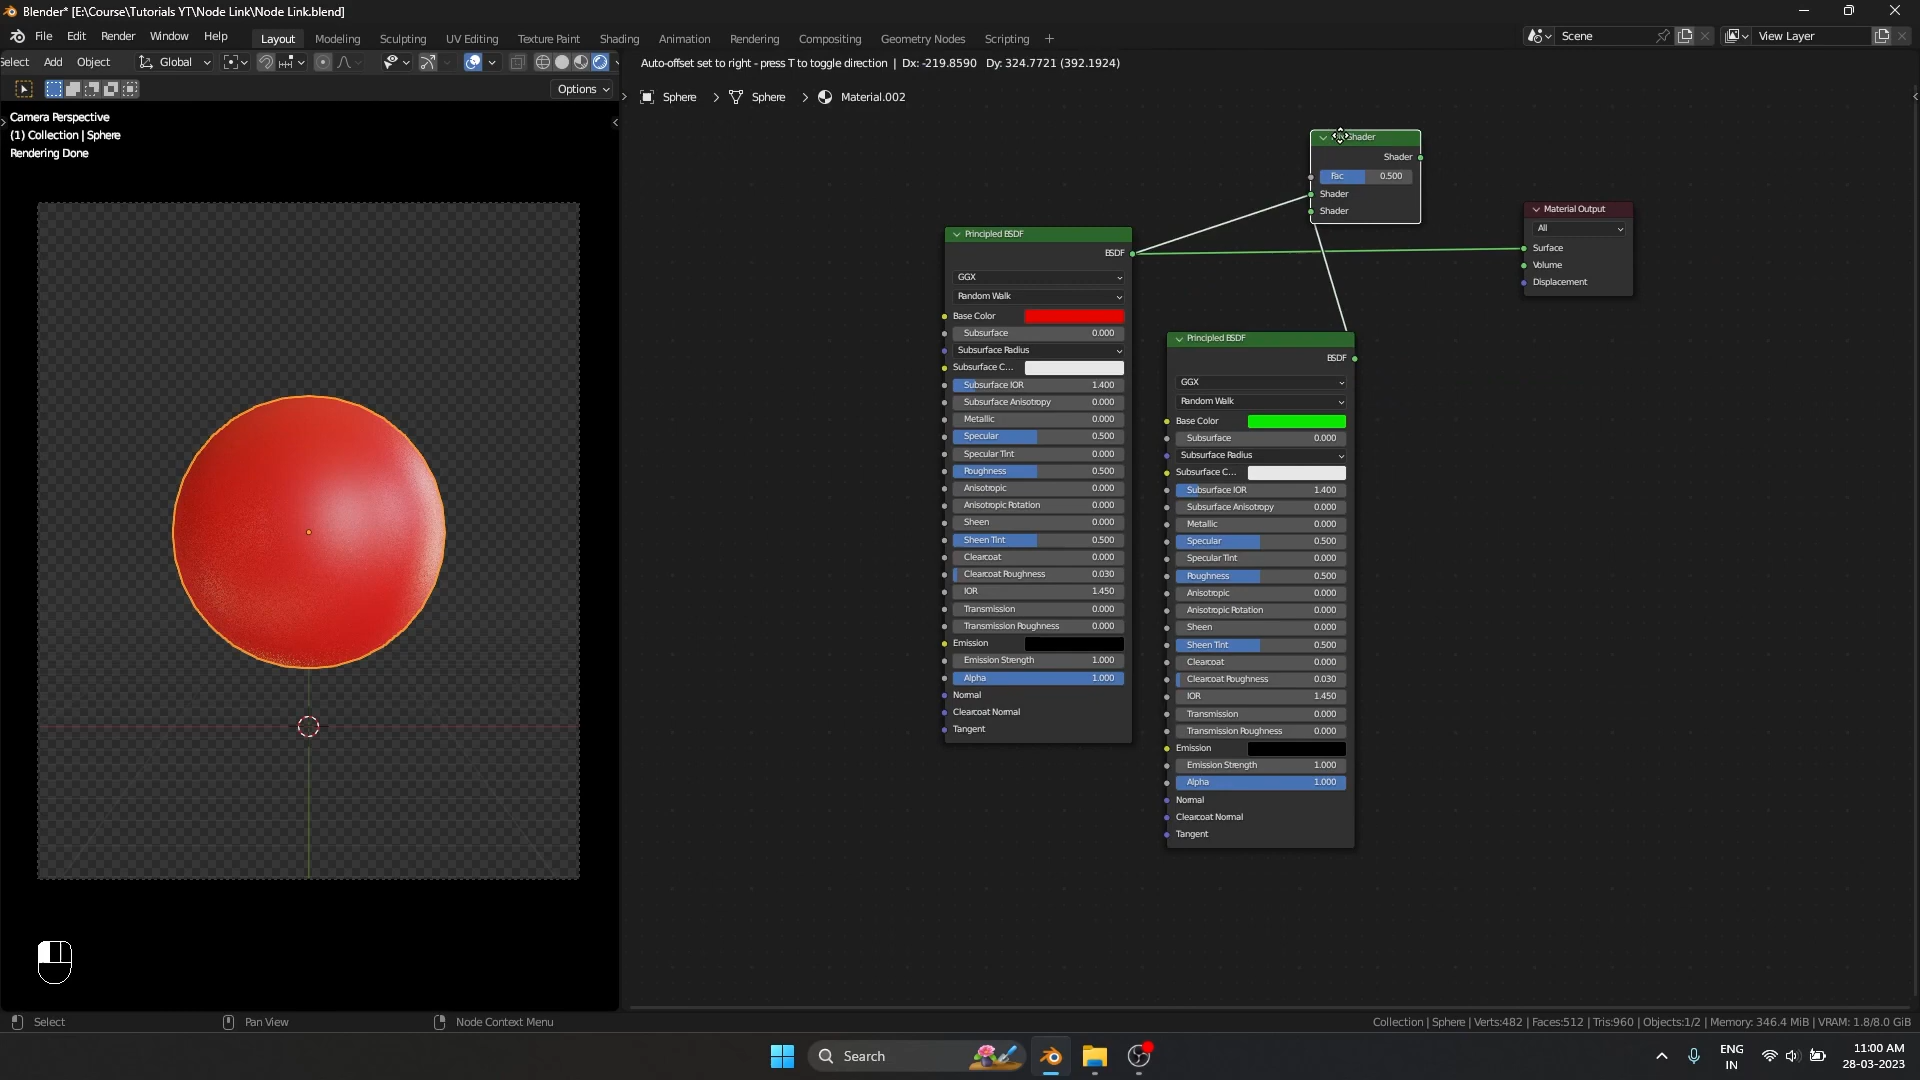 Blender* [E:\Course\Tutorials YT\Node Link\Node Link.blend]
File Edit Render Window Help Layout Modeling Sculpting UV Editing Texture Paint Shading Animation Rendering Compositing Geometry Nodes Scripting + Scene View Layer
elect Add Object Global
Auto-offset set to right - press T to toggle direction | Dx: -219.8590 Dy: 324.7721 (392.1924)
Options
Sphere > Sphere > Material.002
Camera Perspective
(1) Collection | Sphere
Rendering Done
Shader
Shader
Fac 0.500
Shader
Shader
Material Output
All
Surface
Volume
Displacement
Principled BSDF
BSDF
GGX
Random Walk
Base Color
Subsurface 0.000
Subsurface Radius
Subsurface C...
Subsurface IOR 1.400
Subsurface Anisotropy 0.000
Metallic 0.000
Specular 0.500
Specular Tint 0.000
Roughness 0.500
Anisotropic 0.000
Anisotropic Rotation 0.000
Sheen 0.000
Sheen Tint 0.500
Clearcoat 0.000
Clearcoat Roughness 0.030
IOR 1.450
Transmission 0.000
Transmission Roughness 0.000
Emission
Emission Strength 1.000
Alpha 1.000
Normal
Clearcoat Normal
Tangent
Principled BSDF
BSDF
GGX
Random Walk
Base Color
Subsurface 0.000
Subsurface Radius
Subsurface C...
Subsurface IOR 1.400
Subsurface Anisotropy 0.000
Metallic 0.000
Specular 0.500
Specular Tint 0.000
Roughness 0.500
Anisotropic 0.000
Anisotropic Rotation 0.000
Sheen 0.000
Sheen Tint 0.500
Clearcoat 0.000
Clearcoat Roughness 0.030
IOR 1.450
Transmission 0.000
Transmission Roughness 0.000
Emission
Emission Strength 1.000
Alpha 1.000
Normal
Clearcoat Normal
Tangent
Select Pan View Node Context Menu Collection | Sphere | Verts:482 | Faces:512 | Tris:960 | Objects:1/2 | Memory: 346.4 MiB | VRAM: 1.8/8.0 GiB
Search
ENG
IN
11:00 AM
28-03-2023